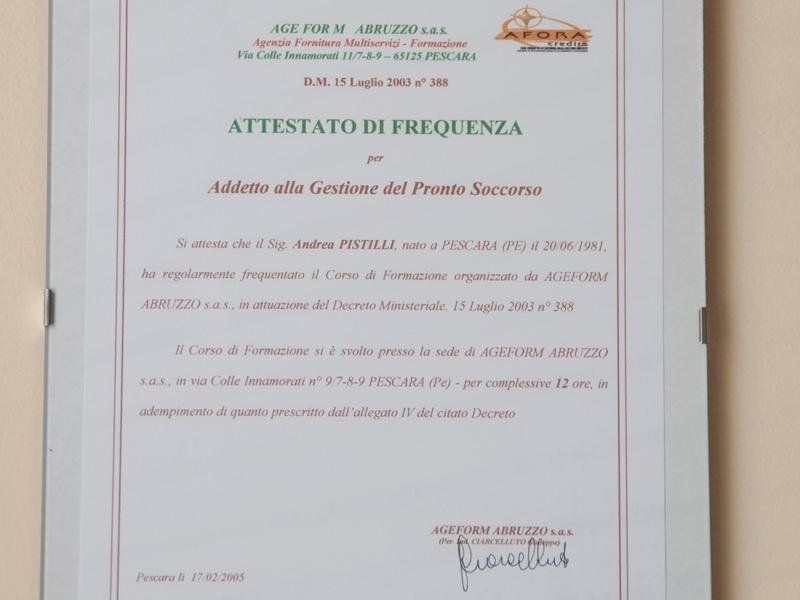 AGE FOR M ABRUZZO s.a.s.
Agenzia Fornitura Multiservizi - Formazione
Via Colle Innamorati 11/7-8-9 – 65125 PESCARA
AFORA
credits
D.M. 15 Luglio 2003 n° 388
ATTESTATO DI FREQUENZA
per
Addetto alla Gestione del Pronto Soccorso
Si attesta che il Sig. Andrea PISTILLI, nato a PESCARA (PE) il 20/06/1981,
ha regolarmente frequentato il Corso di Formazione organizzato da AGEFORM
ABRUZZO s.a.s., in attuazione del Decreto Ministeriale. 15 Luglio 2003 n° 388
Il Corso di Formazione si è svolto presso la sede di AGEFORM ABRUZZO
s.a.s., in via Colle Innamorati n° 9/7-8-9 PESCARA (Pe) - per complessive 12 ore, in
adempimento di quanto prescritto dall'allegato IV del citato Decreto
AGEFORM ABRUZZO s.a.s.
(Per. Ind. CIARCELLUTO Giuseppe)
Pescara lì 17/02/2005